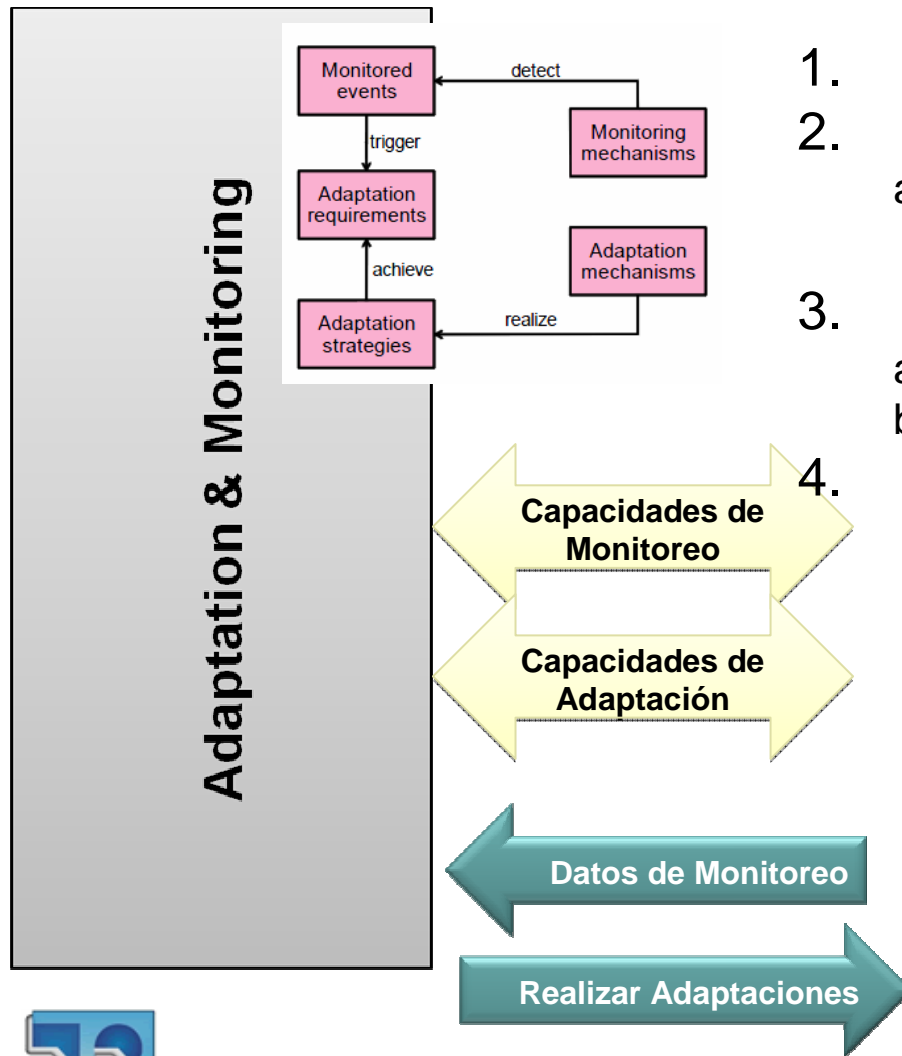 Adaptation & Monitoring
Monitored
events
detect
Monitoring
mechanisms
trigger
Adaptation
requirements
Adaptation
mechanisms
achieve
realize
Adaptation
strategies
1.
2.
a
3.
a
b
4.
Capacidades de
Monitoreo
Capacidades de
Adaptación
Datos de Monitoreo
Realizar Adaptaciones